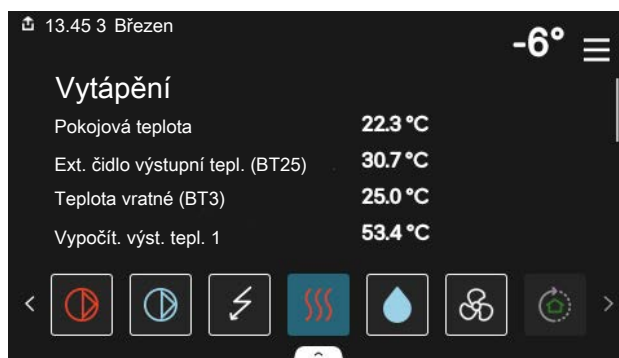 13.45 3 Březen
-6°
Vytápění
Pokojová teplota 22.3 °C
Ext. čidlo výstupní tepl. (BT25) 30.7 °C
Teplota vratné (BT3) 25.0 °C
Vypočít. výst. tepl. 1 53.4 °C